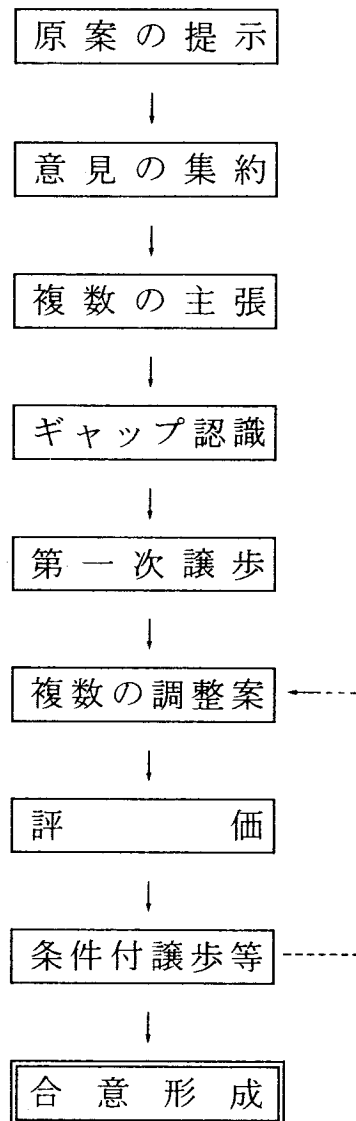 原案の提示
意見の集約
複数の主張
ギャップ認識
第一次譲歩
複数の調整案
評価
条件付譲歩等
合意形成